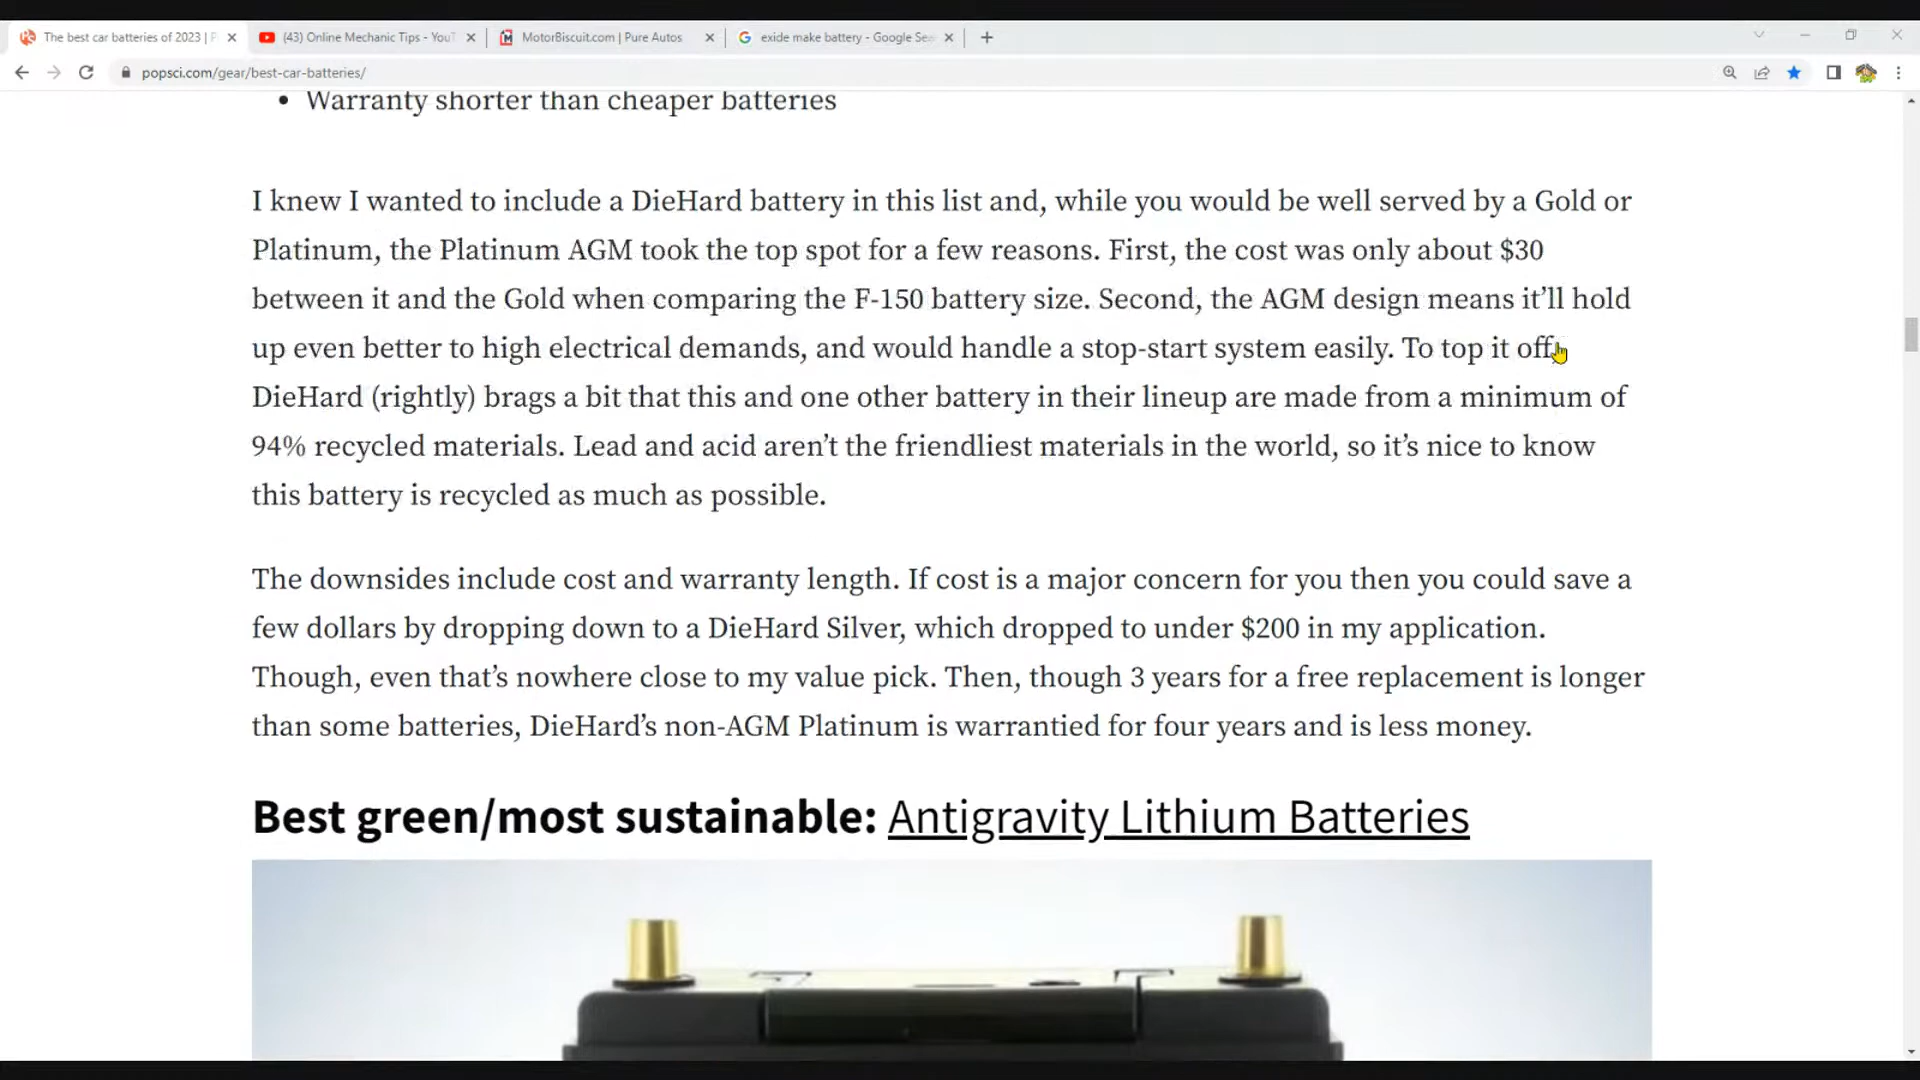 The best car batteries of 2023 | P
(43) Online Mechanic Tips - YouT
MotorBiscuit.com | Pure Autos
exide make battery - Google Sea
popsci.com/gear/best-car-batteries/
• Warranty shorter than cheaper batteries
I knew I wanted to include a DieHard battery in this list and, while you would be well served by a Gold or
Platinum, the Platinum AGM took the top spot for a few reasons. First, the cost was only about $30
between it and the Gold when comparing the F-150 battery size. Second, the AGM design means it’ll hold
up even better to high electrical demands, and would handle a stop-start system easily. To top it off,
DieHard (rightly) brags a bit that this and one other battery in their lineup are made from a minimum of
94% recycled materials. Lead and acid aren’t the friendliest materials in the world, so it’s nice to know
this battery is recycled as much as possible.
The downsides include cost and warranty length. If cost is a major concern for you then you could save a
few dollars by dropping down to a DieHard Silver, which dropped to under $200 in my application.
Though, even that’s nowhere close to my value pick. Then, though 3 years for a free replacement is longer
than some batteries, DieHard’s non-AGM Platinum is warrantied for four years and is less money.
Best green/most sustainable: Antigravity Lithium Batteries